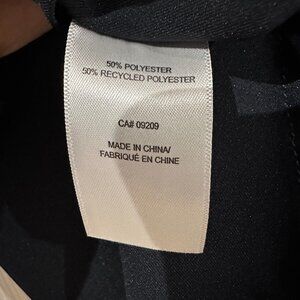 50% POLYESTER
50% RECYCLED POLYESTER
CA# 09209
MADE IN CHINA/
FABRIQUÉ EN CHINE